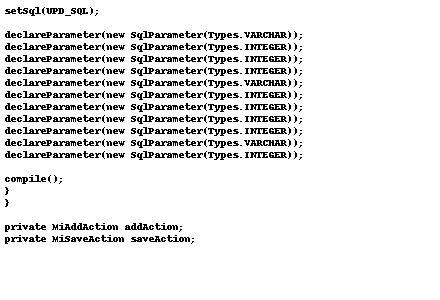 setSql(UPD_SQL);
declareParameter(new SqlParameter(Types.VARCHAR));
declareParameter(new SqlParameter(Types.INTEGER));
declareParameter(new SqlParameter(Types.INTEGER));
declareParameter(new SqlParameter(Types.INTEGER));
declareParameter(new SqlParameter(Types.VARCHAR));
declareParameter(new SqlParameter(Types.INTEGER));
declareParameter(new SqlParameter(Types.INTEGER));
declareParameter(new SqlParameter(Types.INTEGER));
declareParameter(new SqlParameter(Types.INTEGER));
declareParameter(new SqlParameter(Types.VARCHAR));
declareParameter(new SqlParameter(Types.INTEGER));
compile();
}
}
private MiAddAction addAction;
private MiSaveAction saveAction;